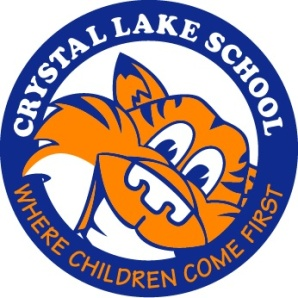 CRYSTAL LAKE SCHOOL
WHERE CHILDREN COME FIRST